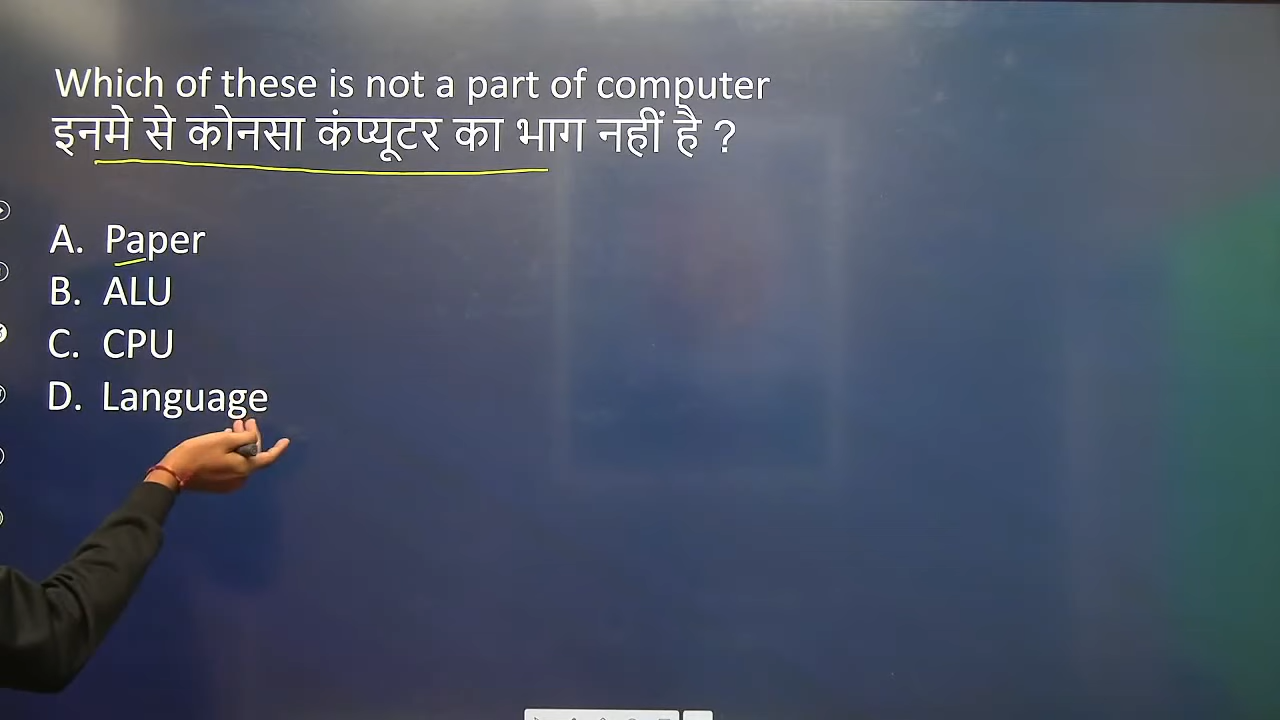 Which of these is not a part of computer
इनमे से कोनसा कंप्यूटर का भाग नहीं है ?
A. Paper
B. ALU
C. CPU
D. Language